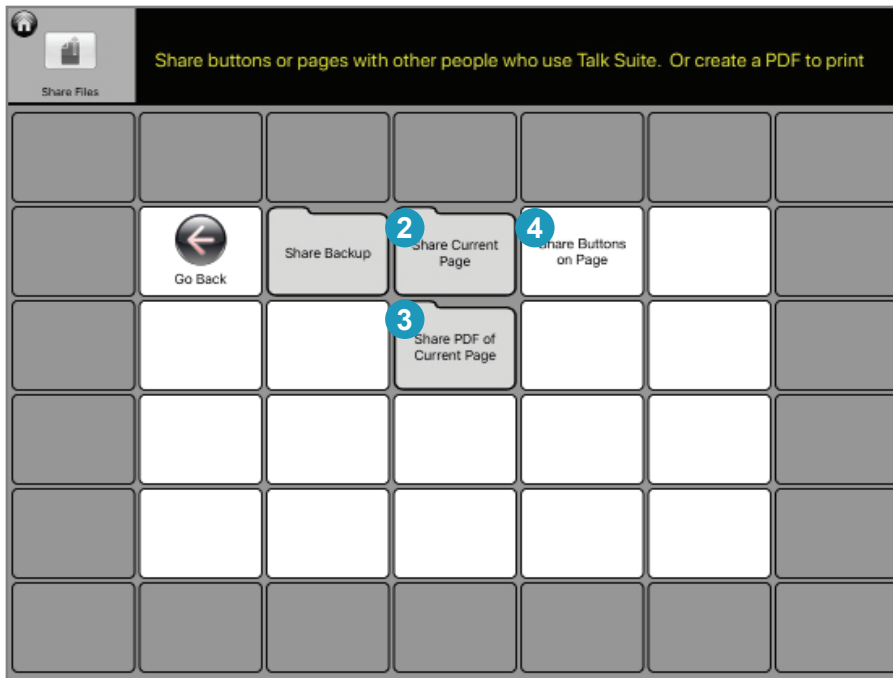 Share Files
Share buttons or pages with other people who use Talk Suite. Or create a PDF to print
Go Back
Share Backup
2
Share Current
Page
4
Share Buttons
on Page
3
Share PDF of
Current Page